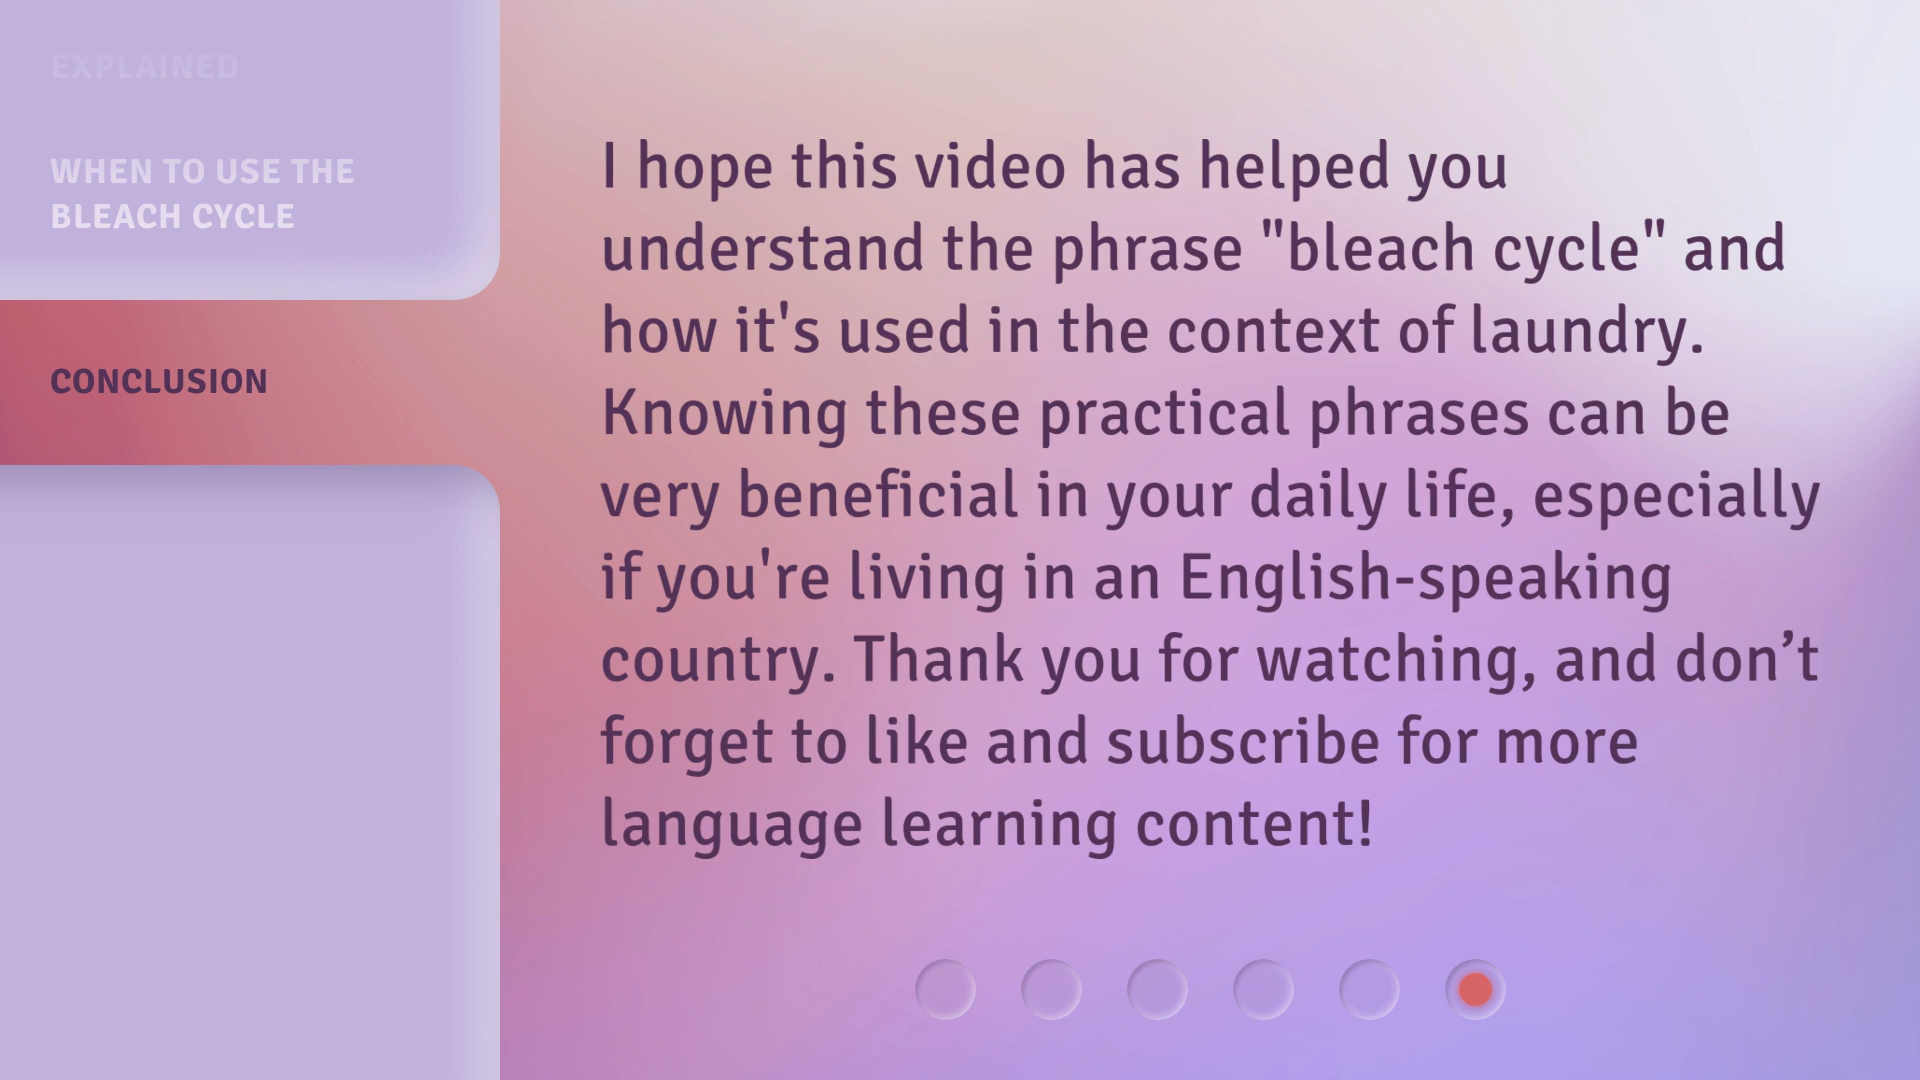 EXPLAINED
WHEN TO USE THE
BLEACH CYCLE
CONCLUSION
I hope this video has helped you
understand the phrase "bleach cycle" and
how it's used in the context of laundry.
Knowing these practical phrases can be
very beneficial in your daily life, especially
if you're living in an English-speaking
country. Thank you for watching, and don’t
forget to like and subscribe for more
language learning content!